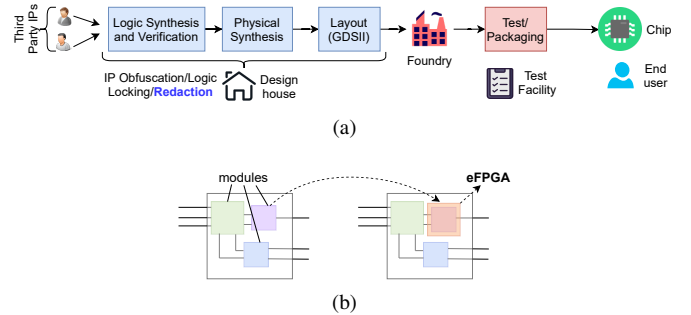 Third
Party IPs
Logic Synthesis
and Verification
Physical
Synthesis
Layout
(GDSII)
Foundry
Test/
Packaging
Chip
IP Obfuscation/Logic
Locking/Redaction
Design
house
Test
Facility
End
user
(a)
modules
eFPGA
(b)